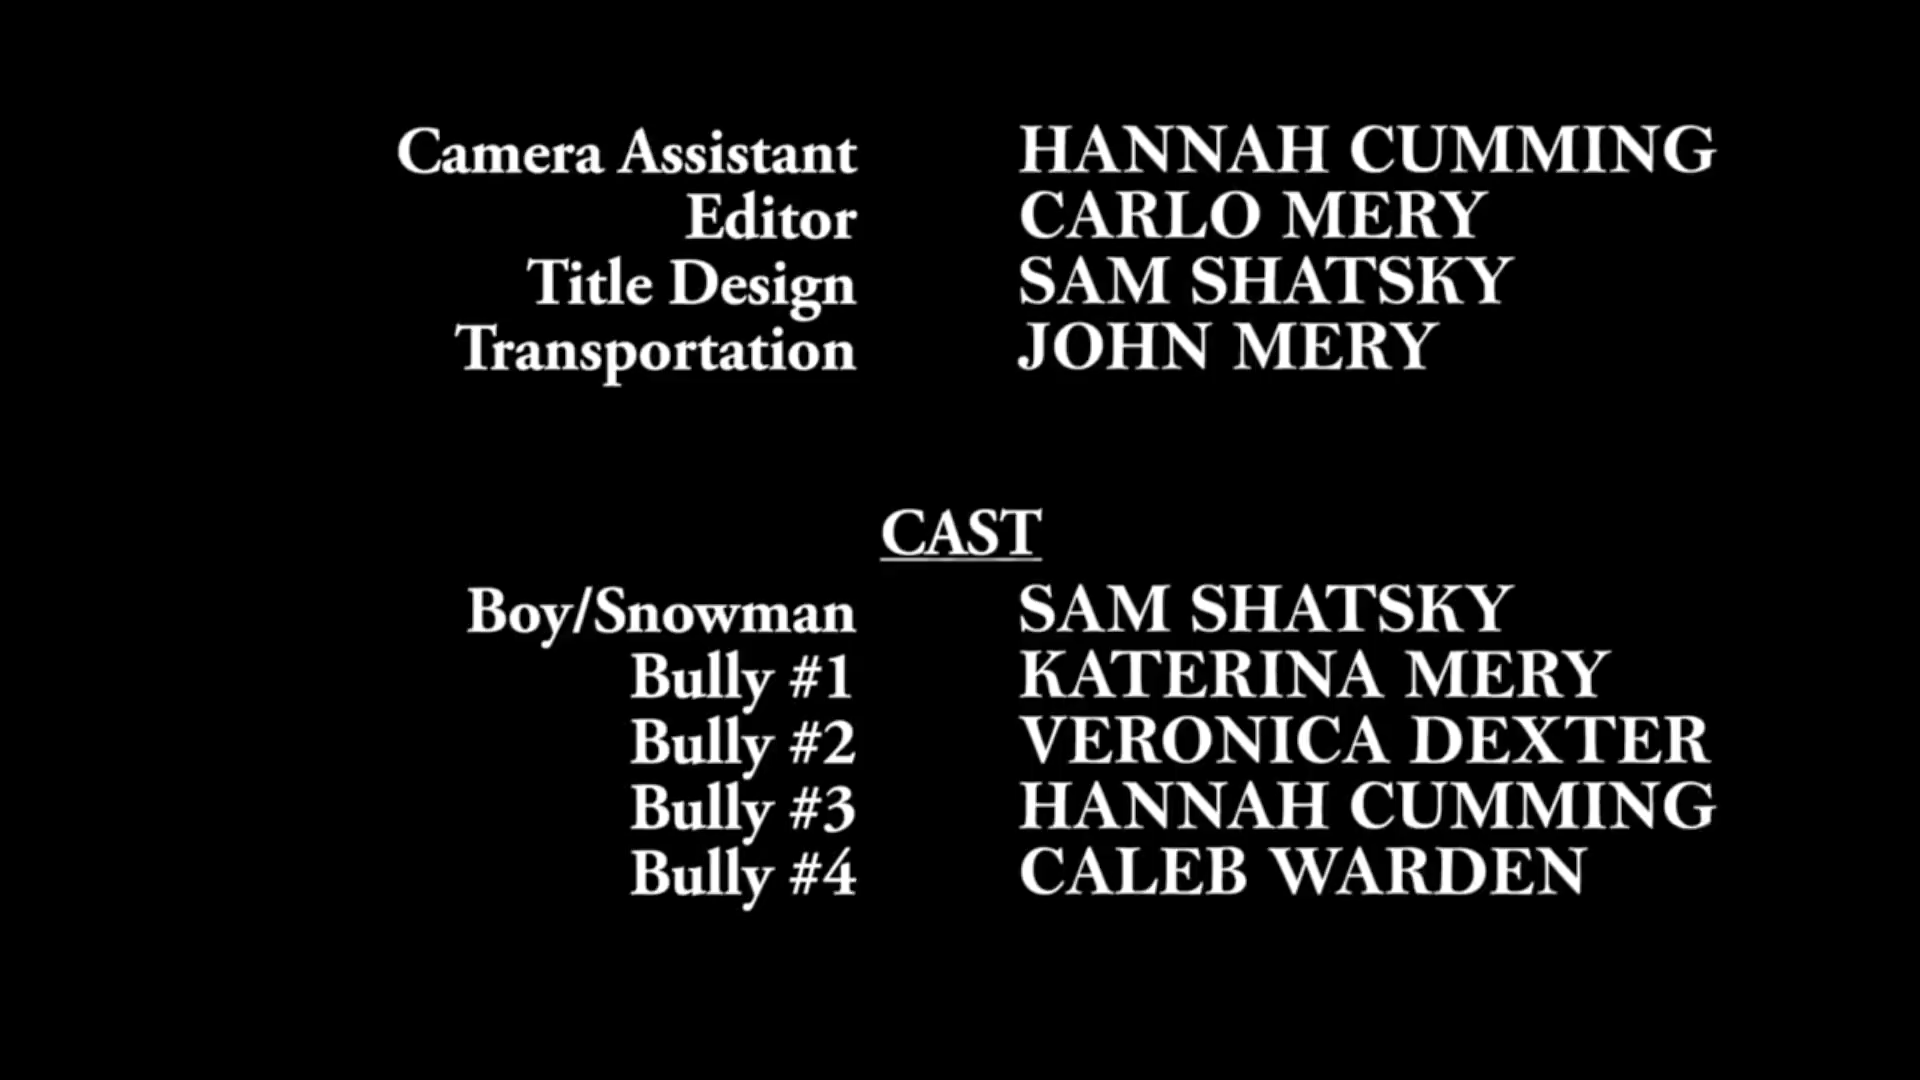 Camera Assistant HANNAH CUMMING
Editor CARLO MERY
Title Design SAM SHATSKY
Transportation JOHN MERY
CAST
Boy/Snowman SAM SHATSKY
Bully #1 KATERINA MERY
Bully #2 VERONICA DEXTER
Bully #3 HANNAH CUMMING
Bully #4 CALEB WARDEN